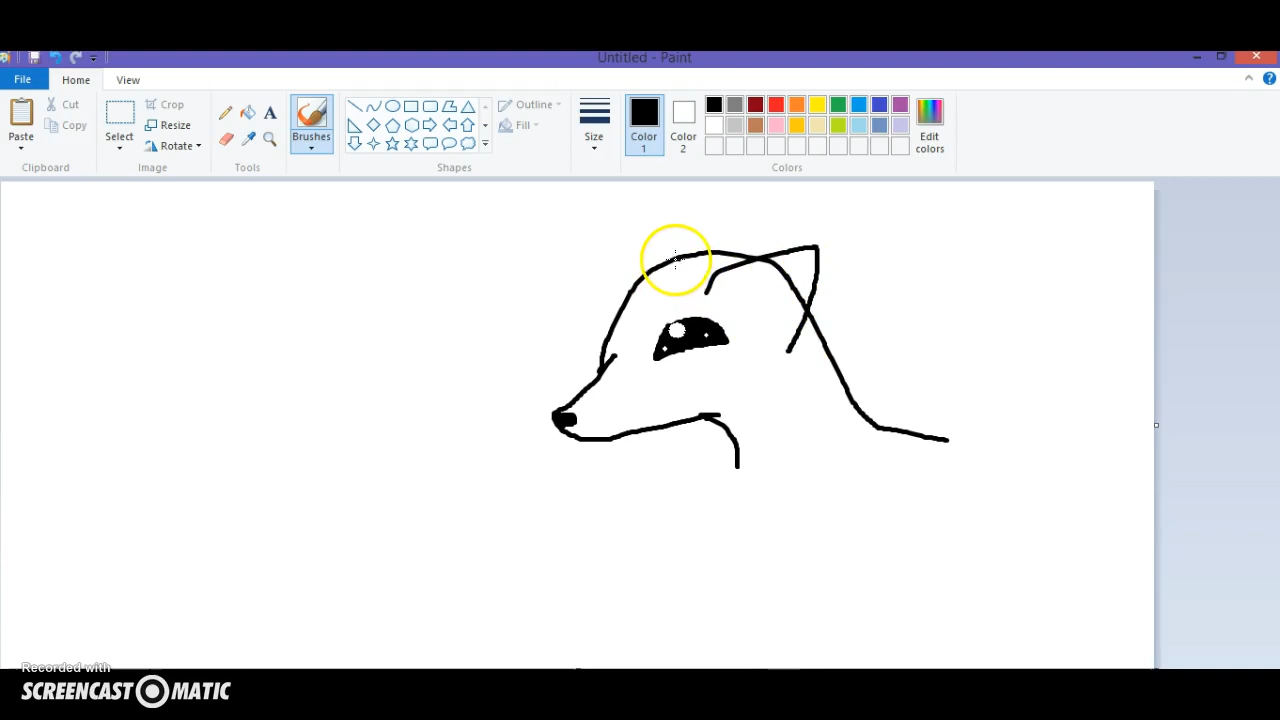 Untitled - Paint
File Home View
Paste
Cut
Copy
Clipboard
Select
Crop
Resize
Rotate
Image
A
Tools
Brushes
Outline
Fill
Shapes
Size
Color
1
Color
2
Edit
colors
Colors
Recorded with
SCREENCAST MATIC